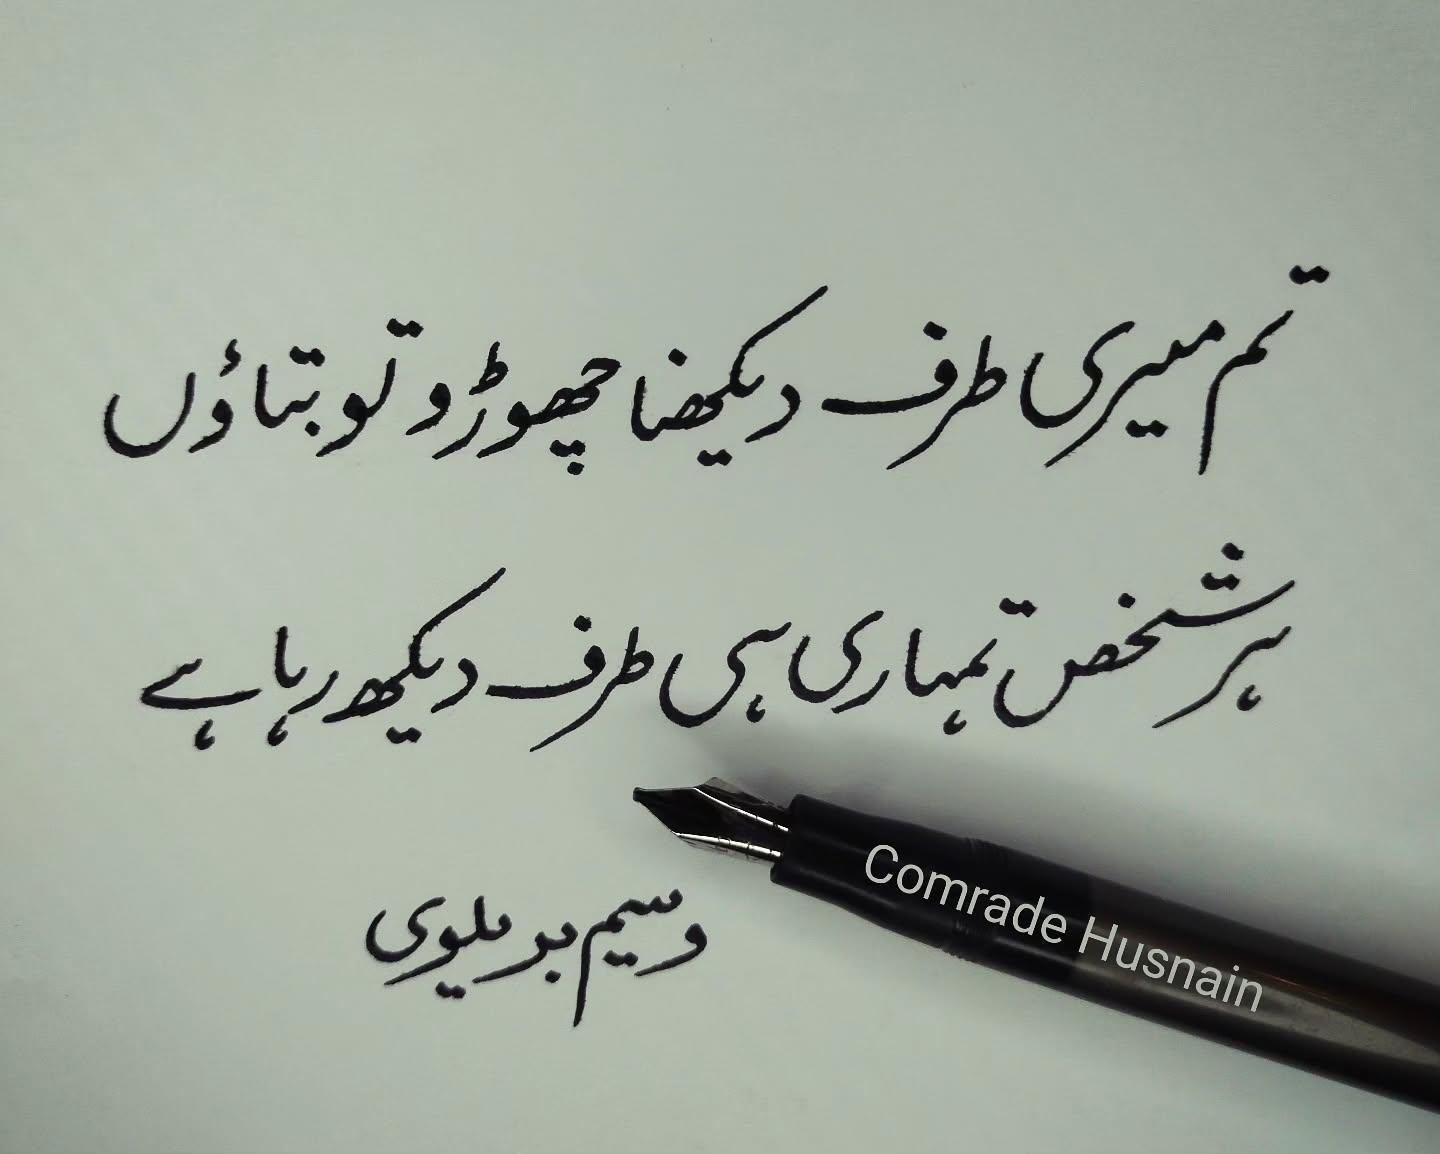 تم میری طرف دیکھنا چھوڑو تو بتاؤں
ہر شخص تمہاری ہی طرف دیکھ رہا ہے
وسیم بریلوی
Comrade Husnain